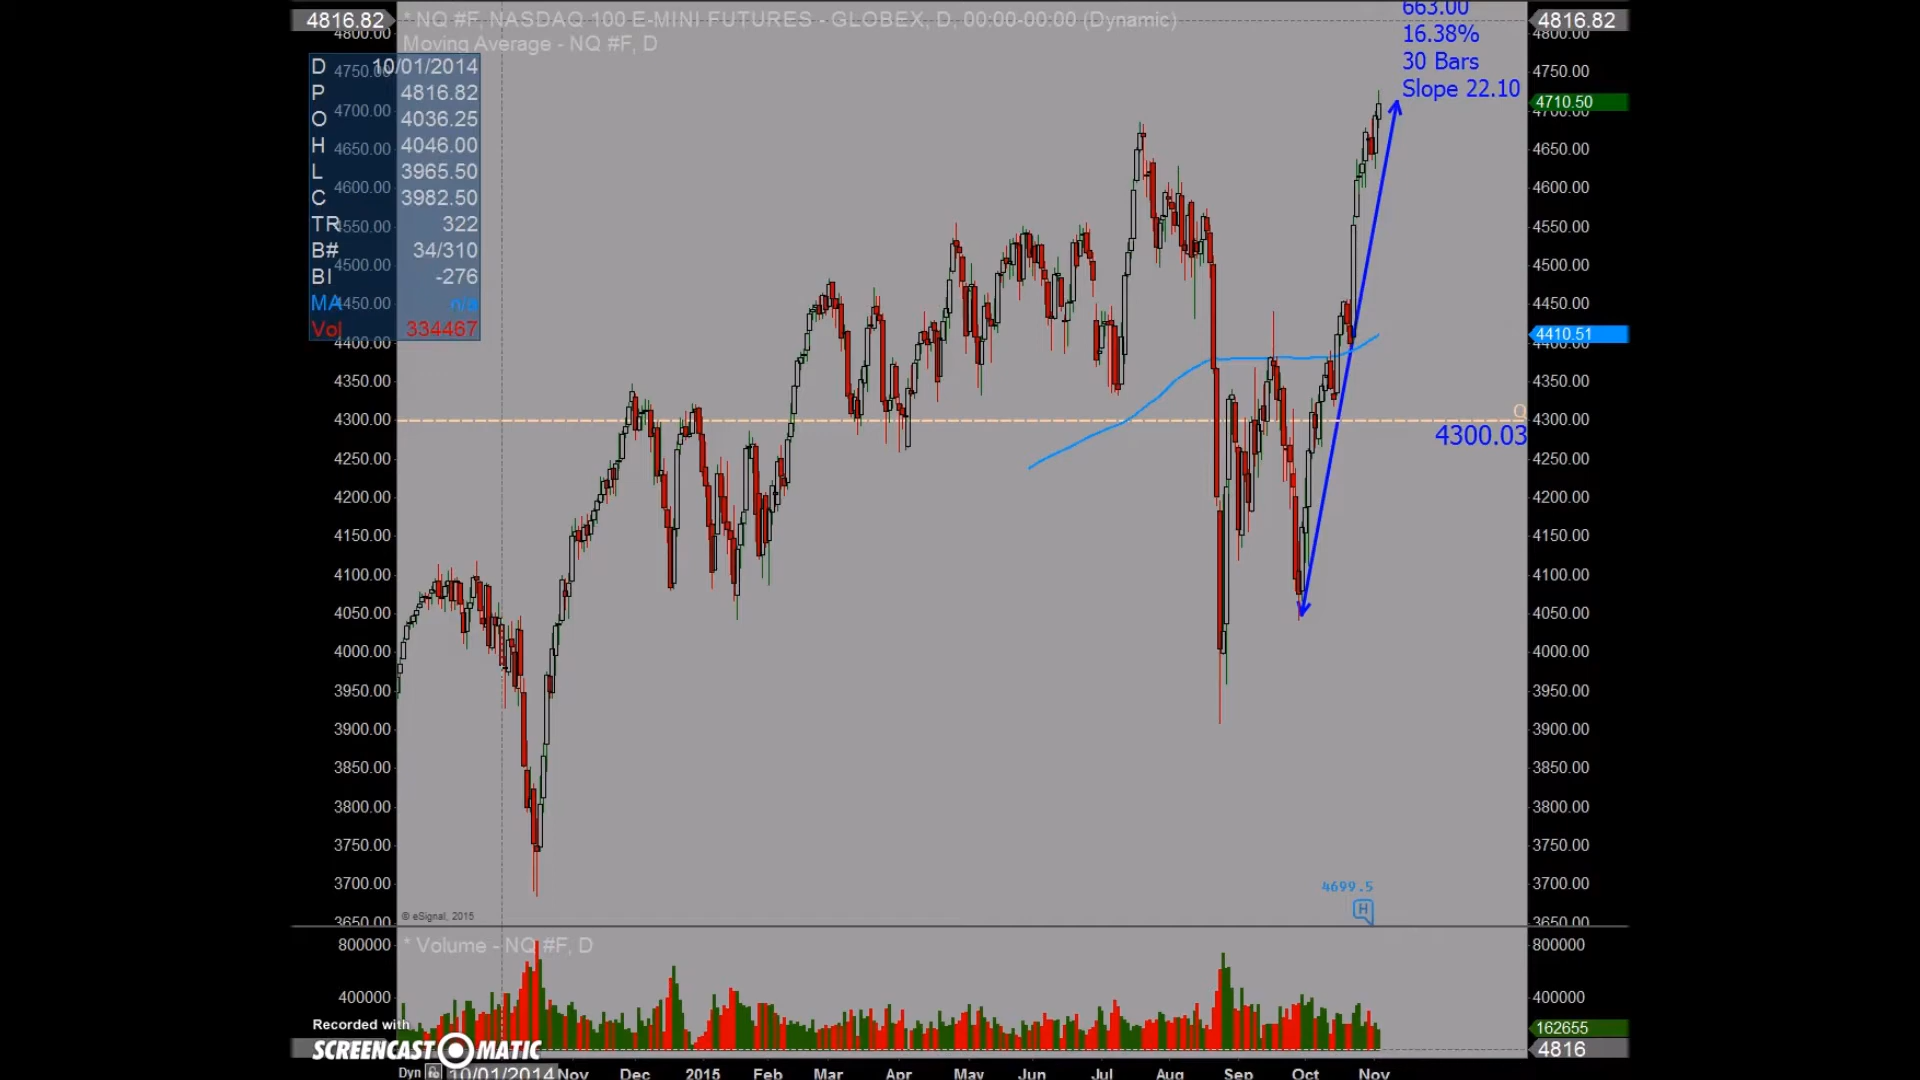 4816.82
* NQ #F, NASDAQ 100 E-MINI FUTURES - GLOBEX, D, 00:00-00:00 (Dynamic)
Moving Average - NQ #F, D
663.00
16.38%
30 Bars
Slope 22.10
4816.82
D 10/01/2014
P 4816.82
O 4036.25
H 4046.00
L 3965.50
C 3982.50
TR 322
B# 34/310
BI -276
MA n/a
Vol 334467
4800.00
4750.00
4700.00
4650.00
4600.00
4550.00
4500.00
4450.00
4400.00
4350.00
4300.00
4250.00
4200.00
4150.00
4100.00
4050.00
4000.00
3950.00
3900.00
3850.00
3800.00
3750.00
3700.00
3650.00
4800.00
4750.00
4710.50
4700.00
4650.00
4600.00
4550.00
4500.00
4450.00
4410.51
4400.00
4350.00
4300.00
4250.00
4200.00
4150.00
4100.00
4050.00
4000.00
3950.00
3900.00
3850.00
3800.00
3750.00
3700.00
3650.00
Q
4300.03
4699.5
H
© eSignal, 2015
* Volume - NQ #F, D
800000
400000
800000
400000
162655
4816
Recorded with
SCREENCAST-O-MATIC
Dyn 10/01/2014 Nov Dec 2015 Feb Mar Apr May Jun Jul Aug Sep Oct Nov